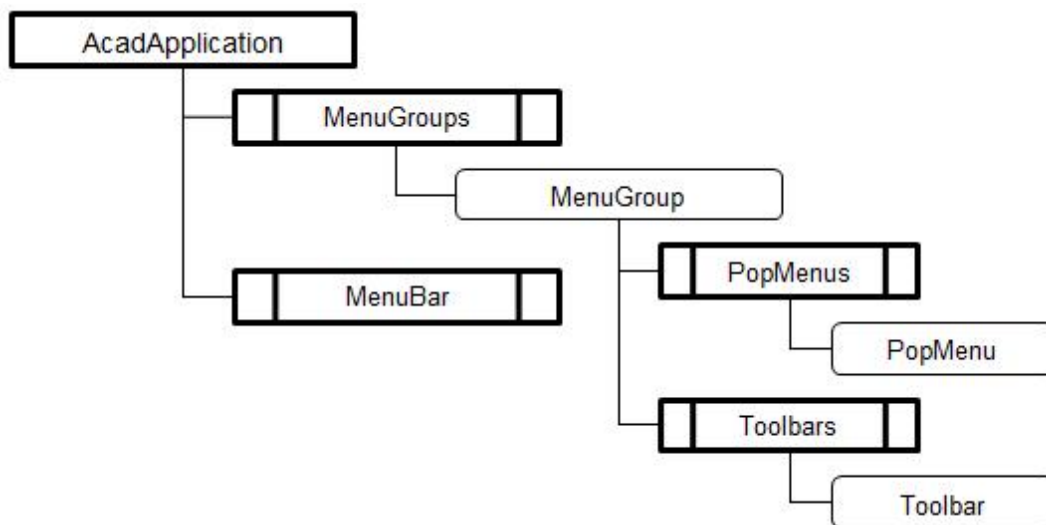 AcadApplication
MenuGroups
MenuGroup
PopMenus
MenuBar
PopMenu
Toolbars
Toolbar